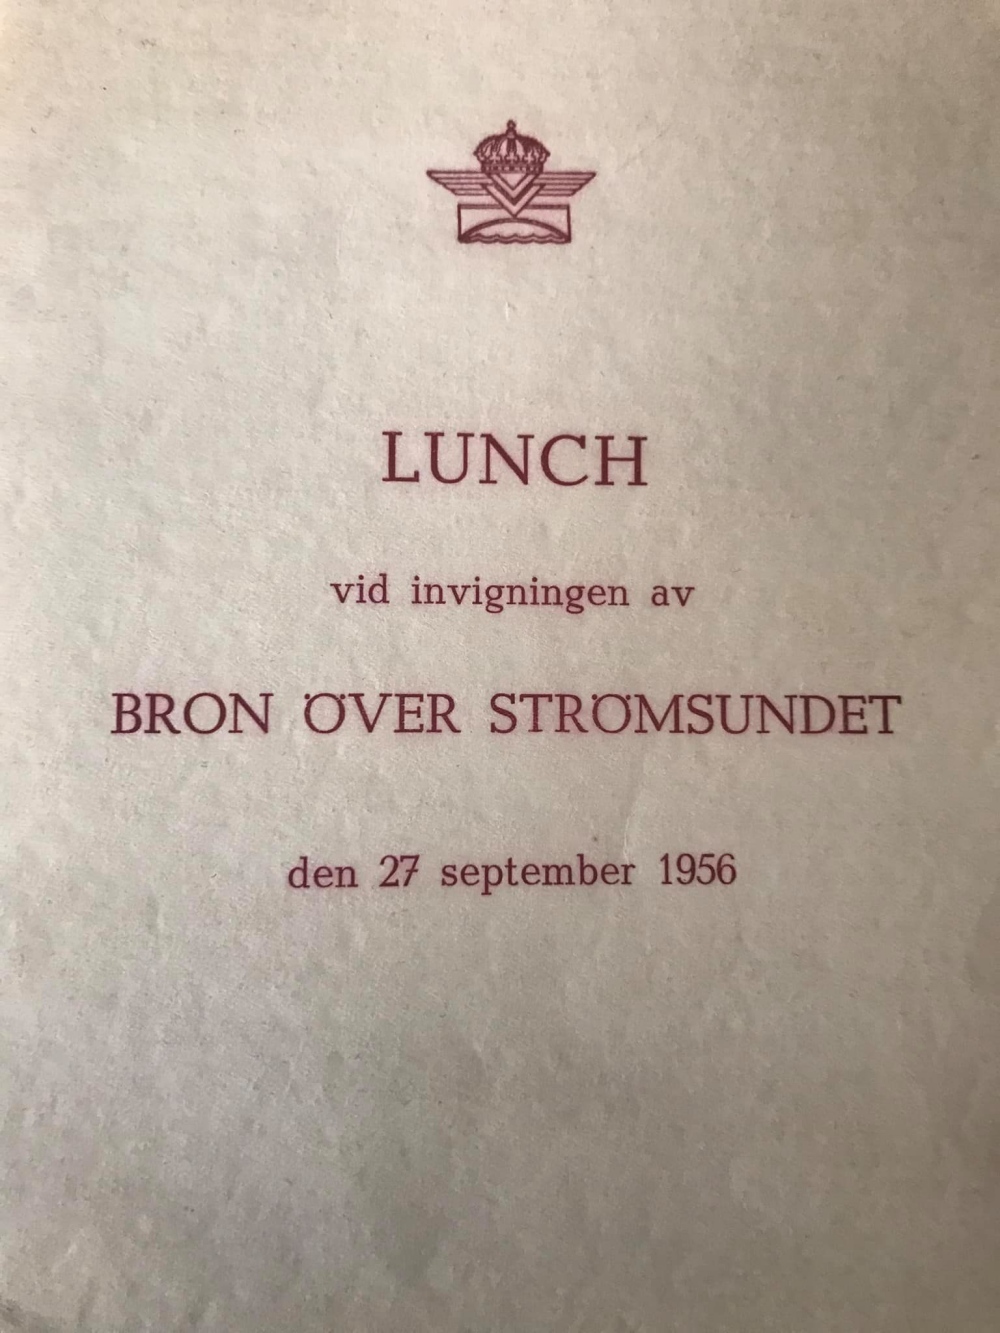 LUNCH
vid invigningen av
BRON ÖVER STRÖMSUNDET
den 27 september 1956